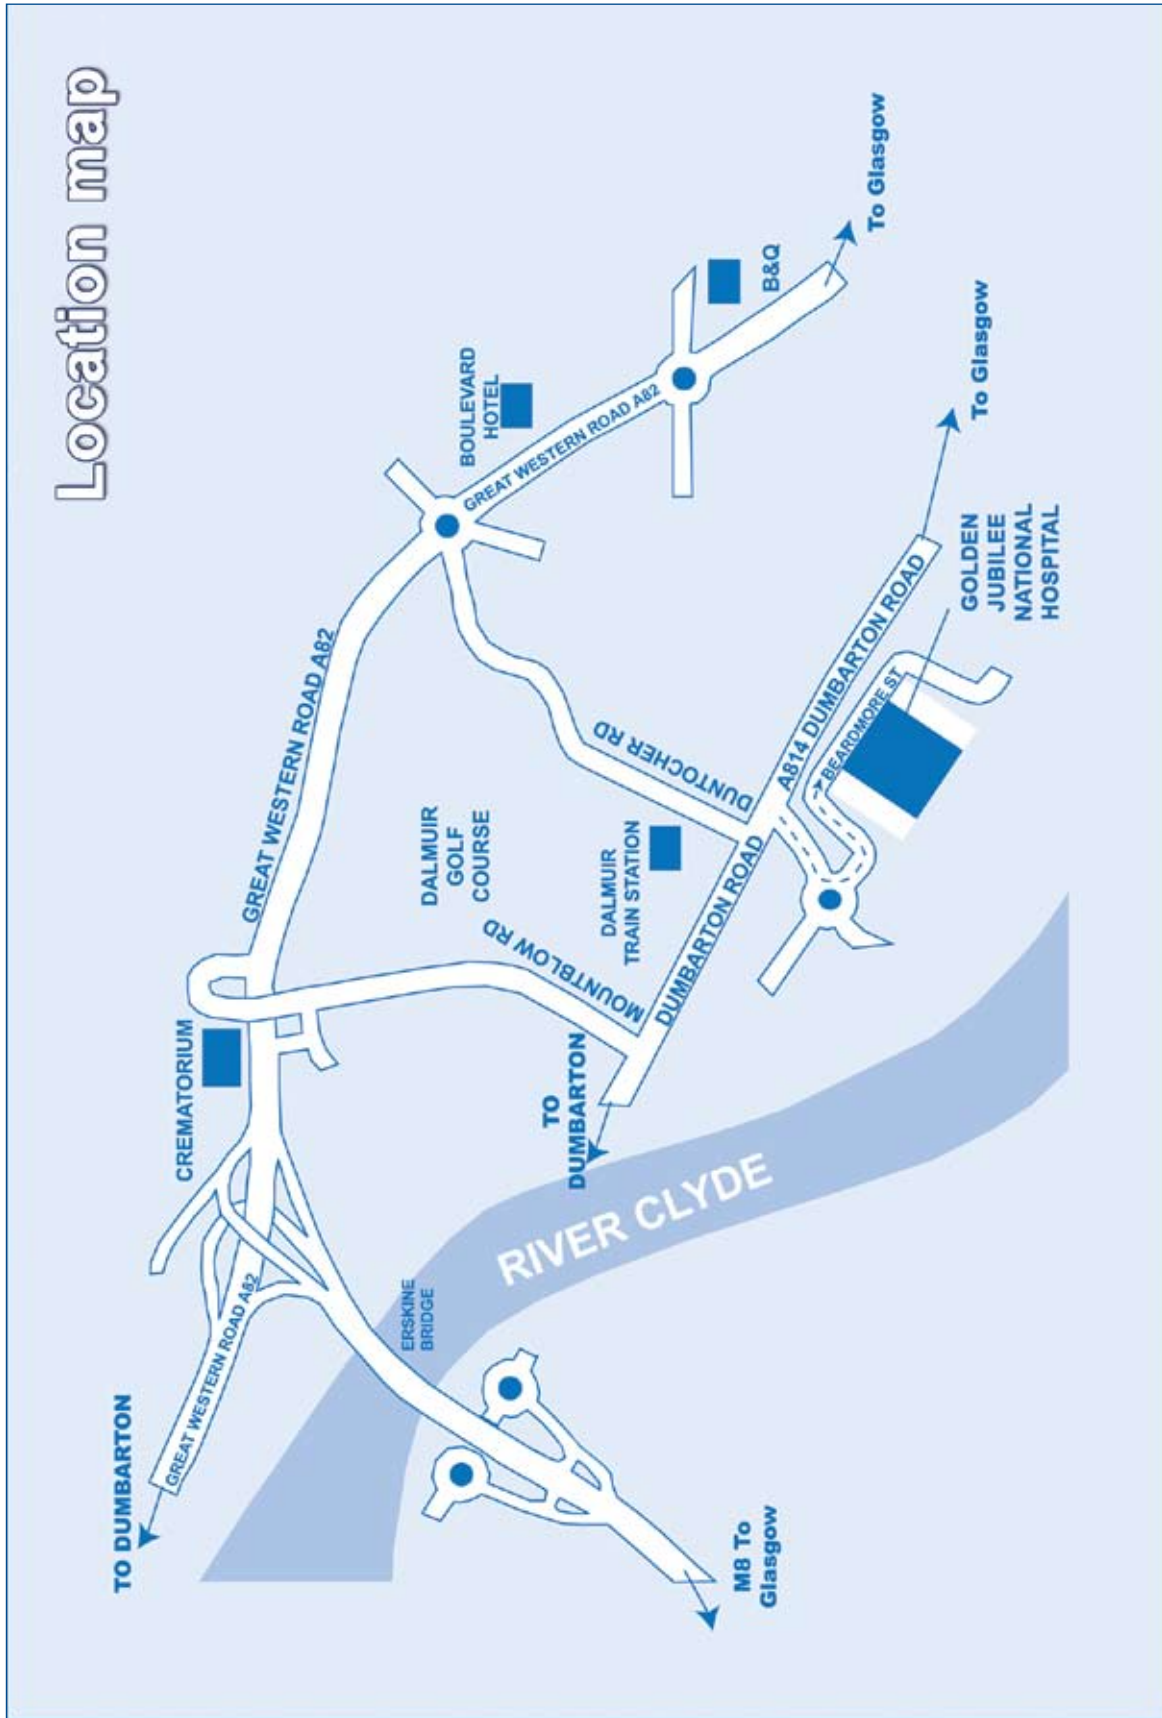 Location map
TO DUMBARTON
GREAT WESTERN ROAD A82
CREMATORIUM
GREAT WESTERN ROAD A82
BOULEVARD
HOTEL
GREAT WESTERN ROAD A82
B&Q
To Glasgow
ERSKINE
BRIDGE
DALMUIR
GOLF
COURSE
MOUNTBLOW RD
DUNTOCHER RD
DALMUIR
TRAIN STATION
TO
DUMBARTON
DUMBARTON ROAD
A814 DUMBARTON ROAD
To Glasgow
BEARDMORE ST
GOLDEN
JUBILEE
NATIONAL
HOSPITAL
RIVER CLYDE
M8 To
Glasgow